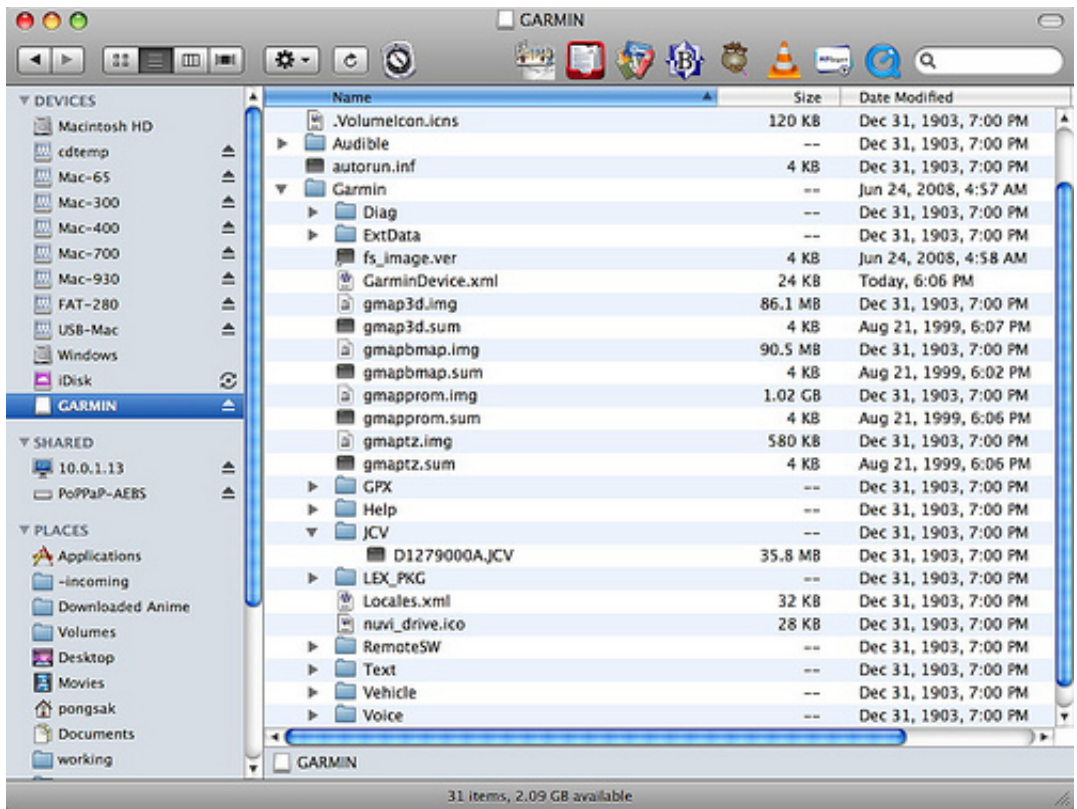 GARMIN
DEVICES
Macintosh HD
cdtemp
Mac-65
Mac-300
Mac-400
Mac-700
Mac-930
FAT-280
USB-Mac
Windows
iDisk
GARMIN
SHARED
10.0.1.13
PoPPaP-AEBS
PLACES
Applications
-incoming
Downloaded Anime
Volumes
Desktop
Movies
pongsak
Documents
working
Name Size Date Modified
.VolumeIcon.icns 120 KB Dec 31, 1903, 7:00 PM
Audible -- Dec 31, 1903, 7:00 PM
autorun.inf 4 KB Dec 31, 1903, 7:00 PM
Garmin -- Jun 24, 2008, 4:57 AM
Diag -- Dec 31, 1903, 7:00 PM
ExtData -- Dec 31, 1903, 7:00 PM
fs_image.ver 4 KB Jun 24, 2008, 4:58 AM
GarminDevice.xml 24 KB Today, 6:06 PM
gmap3d.img 86.1 MB Dec 31, 1903, 7:00 PM
gmap3d.sum 4 KB Aug 21, 1999, 6:07 PM
gmapbmap.img 90.5 MB Dec 31, 1903, 7:00 PM
gmapbmap.sum 4 KB Aug 21, 1999, 6:02 PM
gmapprom.img 1.02 GB Dec 31, 1903, 7:00 PM
gmapprom.sum 4 KB Aug 21, 1999, 6:06 PM
gmaptz.img 580 KB Dec 31, 1903, 7:00 PM
gmaptz.sum 4 KB Aug 21, 1999, 6:06 PM
GPX -- Dec 31, 1903, 7:00 PM
Help -- Dec 31, 1903, 7:00 PM
JCV -- Dec 31, 1903, 7:00 PM
D1279000A.JCV 35.8 MB Dec 31, 1903, 7:00 PM
LEX_PKG -- Dec 31, 1903, 7:00 PM
Locales.xml 32 KB Dec 31, 1903, 7:00 PM
nuvi_drive.ico 28 KB Dec 31, 1903, 7:00 PM
RemoteSW -- Dec 31, 1903, 7:00 PM
Text -- Dec 31, 1903, 7:00 PM
Vehicle -- Dec 31, 1903, 7:00 PM
Voice -- Dec 31, 1903, 7:00 PM
GARMIN
31 items, 2.09 GB available